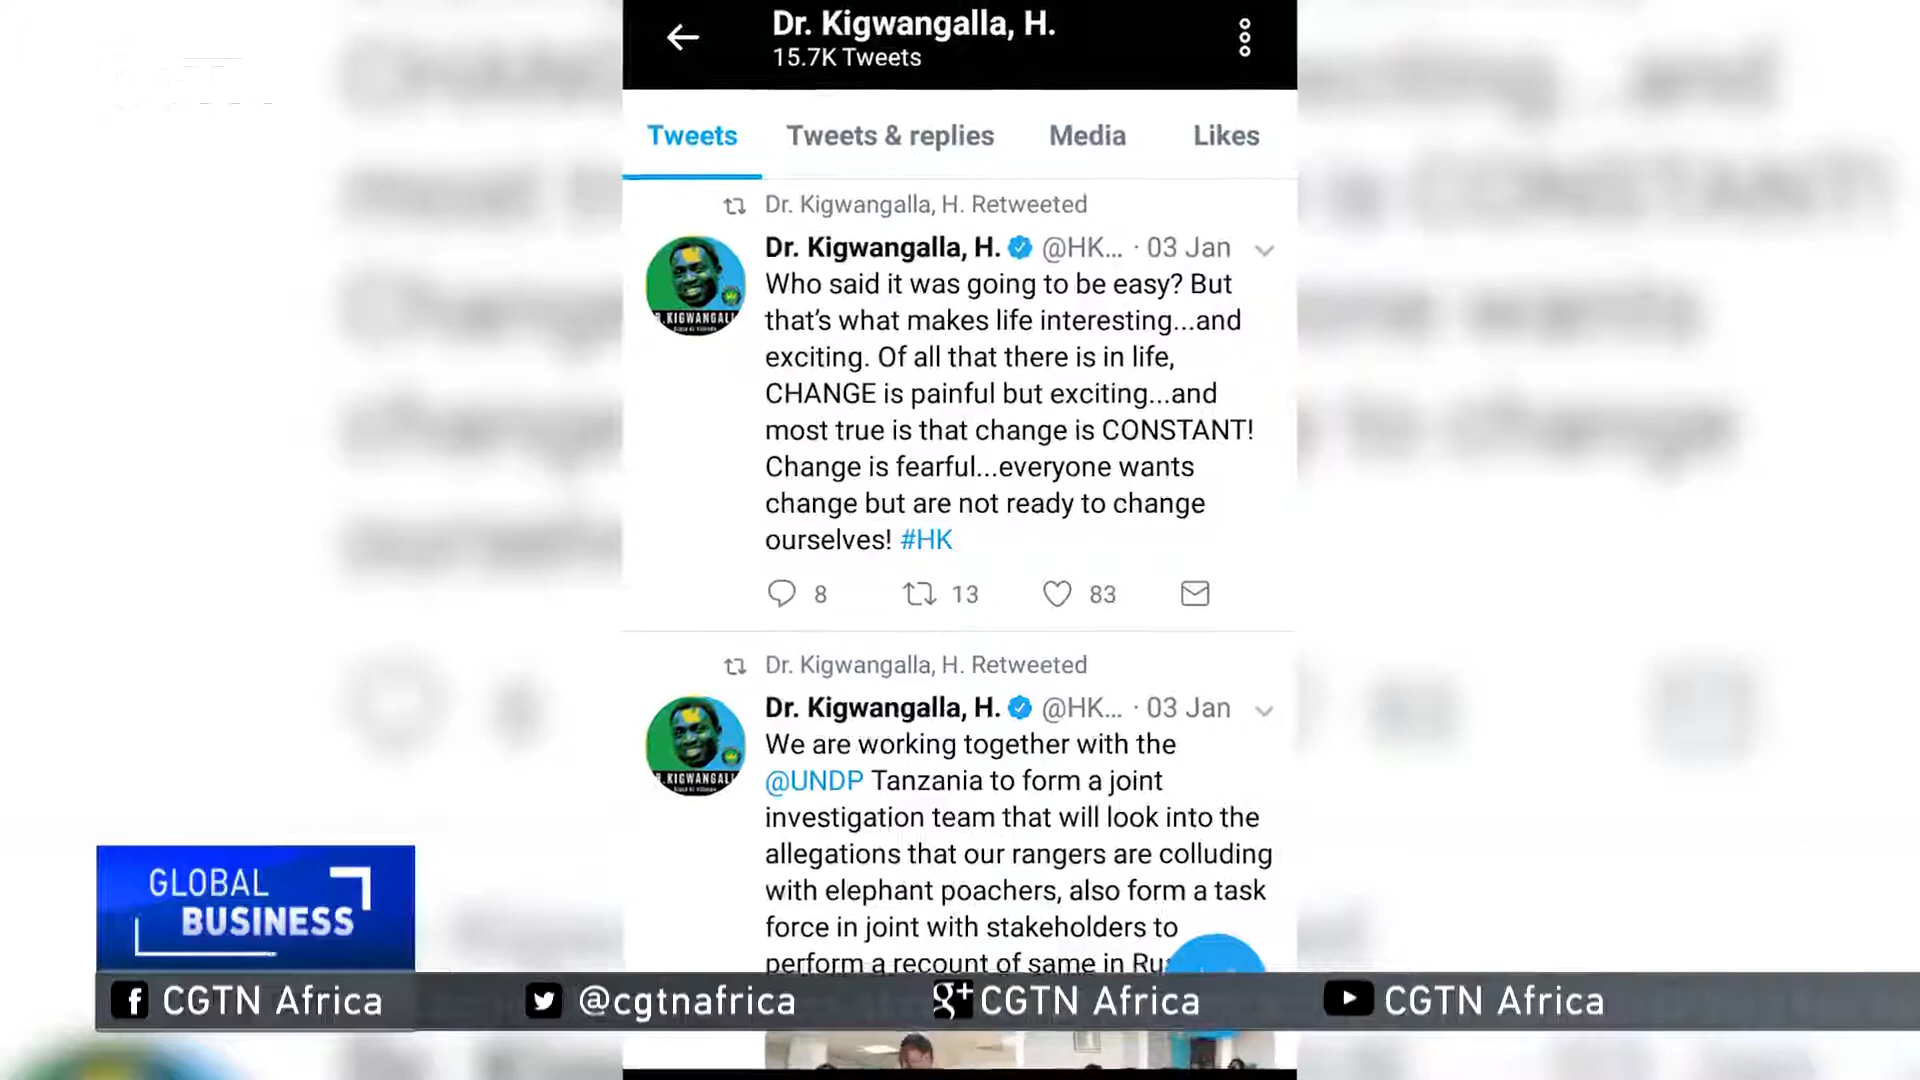 Dr. Kigwangalla, H.
15.7K Tweets
Tweets
Tweets & replies
Media
Likes
Dr. Kigwangalla, H. Retweeted
Dr. Kigwangalla, H. @HK... · 03 Jan
Who said it was going to be easy? But
that's what makes life interesting...and
exciting. Of all that there is in life,
CHANGE is painful but exciting...and
most true is that change is CONSTANT!
Change is fearful...everyone wants
change but are not ready to change
ourselves! #HK
8
13
83
Dr. Kigwangalla, H. Retweeted
Dr. Kigwangalla, H. @HK... · 03 Jan
We are working together with the
@UNDP Tanzania to form a joint
investigation team that will look into the
allegations that our rangers are colluding
with elephant poachers, also form a task
force in joint with stakeholders to
perform a recount of same in
GLOBAL
BUSINESS
CGTN Africa
@cgtnafrica
g+ CGTN Africa
CGTN Africa